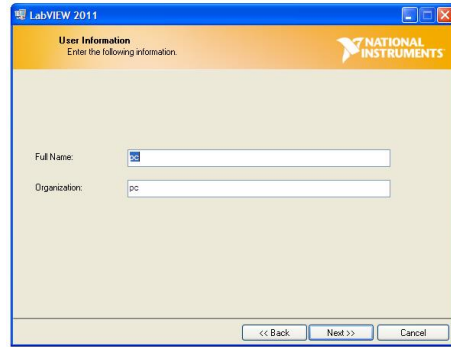 LabVIEW 2011
User Information
Enter the following information.
NATIONAL
INSTRUMENTS
Full Name:
pc
Organization:
pc
<< Back
Next >>
Cancel